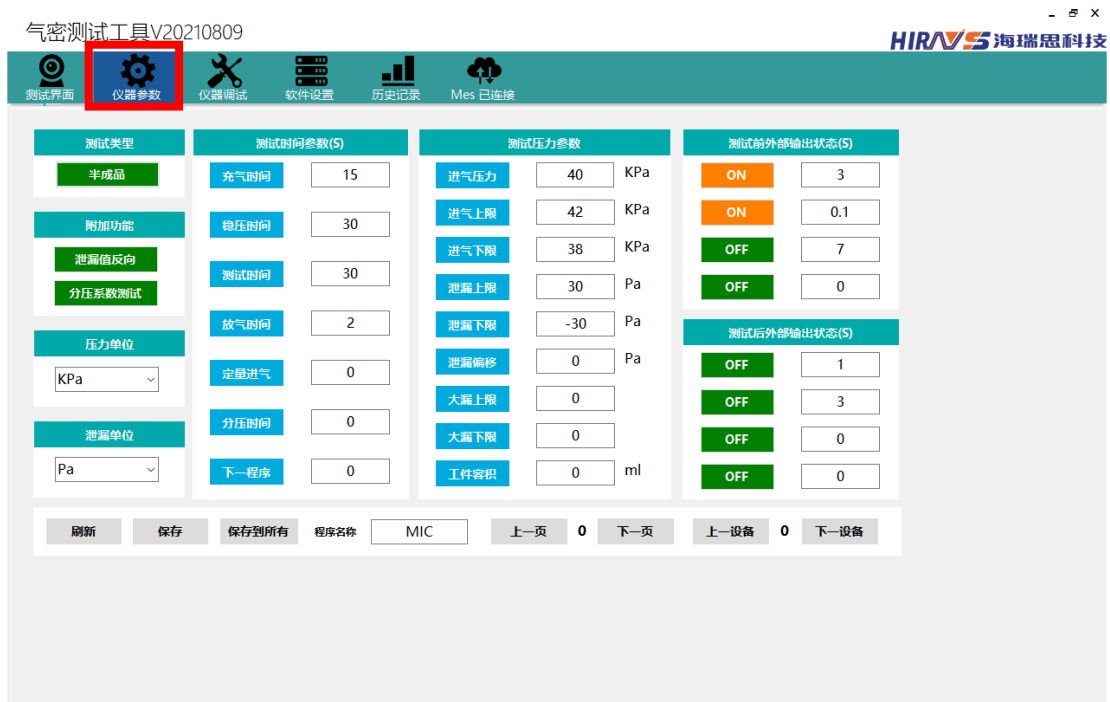 气密测试工具V20210809
HIRAYS 海瑞思科技
测试界面 仪器参数 仪器调试 软件设置 历史记录 Mes 已连接
测试类型
半成品
附加功能
泄漏值反向
分压系数测试
压力单位
KPa
泄漏单位
Pa
测试时间参数(S)
充气时间 15
稳压时间 30
测试时间 30
放气时间 2
定量进气 0
分压时间 0
下一程序 0
测试压力参数
进气压力 40 KPa
进气上限 42 KPa
进气下限 38 KPa
泄漏上限 30 Pa
泄漏下限 -30 Pa
泄漏偏移 0 Pa
大漏上限 0
大漏下限 0
工件容积 0 ml
测试前外部输出状态(S)
ON 3
ON 0.1
OFF 7
OFF 0
测试后外部输出状态(S)
OFF 1
OFF 3
OFF 0
OFF 0
刷新 保存 保存到所有 程序名称 MIC 上一页 0 下一页 上一设备 0 下一设备